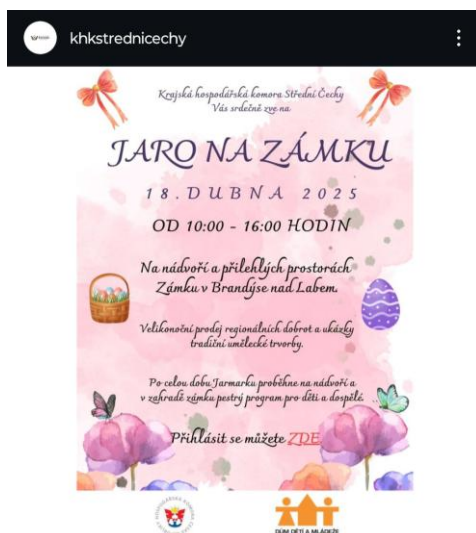 khkstrednicechy
Krajská hospodářská komora Střední Čechy
Vás srdečně zve na
JARO NA ZÁMKU
18. DUBNA 2025
OD 10:00 - 16:00 HODIN
Na nádvoří a přilehlých prostorách
Zámku v Brandýse nad Labem.
Velikonoční prodej regionálních dobrot a ukázky
tradiční umělecké tvorby.
Po celou dobu Jarmarku proběhne na nádvoří a
v zahradě zámku pestrý program pro děti a dospělé.
Přihlásit se můžete ZDE
DŮM DĚTÍ A MLÁDEŽE